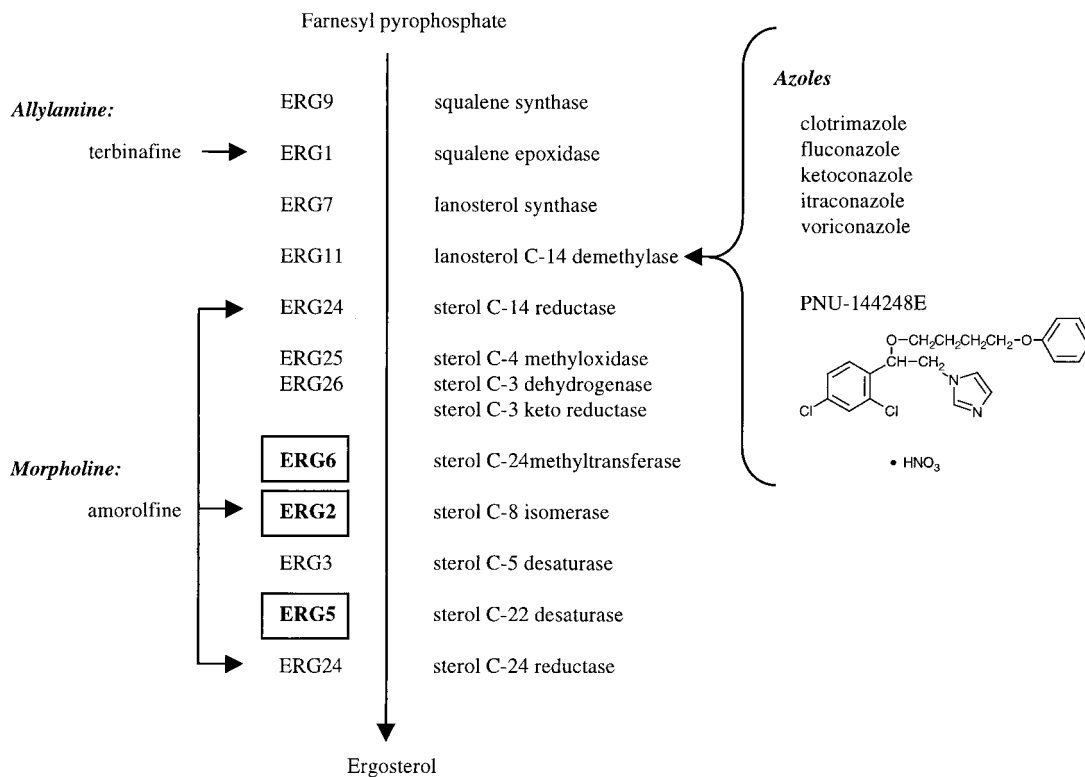 Farnesyl pyrophosphate
Allylamine:
terbinafine
ERG9 squalene synthase
ERG1 squalene epoxidase
ERG7 lanosterol synthase
ERG11 lanosterol C-14 demethylase
ERG24 sterol C-14 reductase
ERG25 sterol C-4 methyloxidase
ERG26 sterol C-3 dehydrogenase
sterol C-3 keto reductase
Morpholine:
amorolfine
ERG6 sterol C-24methyltransferase
ERG2 sterol C-8 isomerase
ERG3 sterol C-5 desaturase
ERG5 sterol C-22 desaturase
ERG24 sterol C-24 reductase
Ergosterol
Azoles
clotrimazole
fluconazole
ketoconazole
itraconazole
voriconazole
PNU-144248E
O—CH₂CH₂CH₂CH₂–O
CH₂
N
N
Cl
Cl
• HNO₃